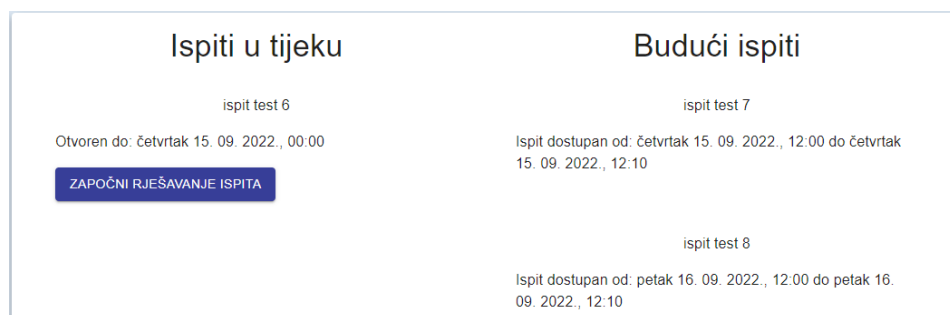 Ispiti u tijeku
ispit test 6
Otvoren do: četvrtak 15. 09. 2022., 00:00
ZAPOČNI RJEŠAVANJE ISPITA
Budući ispiti
ispit test 7
Ispit dostupan od: četvrtak 15. 09. 2022., 12:00 do četvrtak
15. 09. 2022., 12:10
ispit test 8
Ispit dostupan od: petak 16. 09. 2022., 12:00 do petak 16.
09. 2022., 12:10